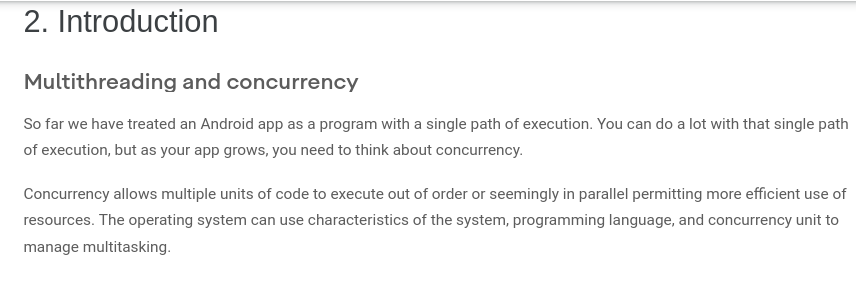 2. Introduction
Multithreading and concurrency
So far we have treated an Android app as a program with a single path of execution. You can do a lot with that single path
of execution, but as your app grows, you need to think about concurrency.
Concurrency allows multiple units of code to execute out of order or seemingly in parallel permitting more efficient use of
resources. The operating system can use characteristics of the system, programming language, and concurrency unit to
manage multitasking.